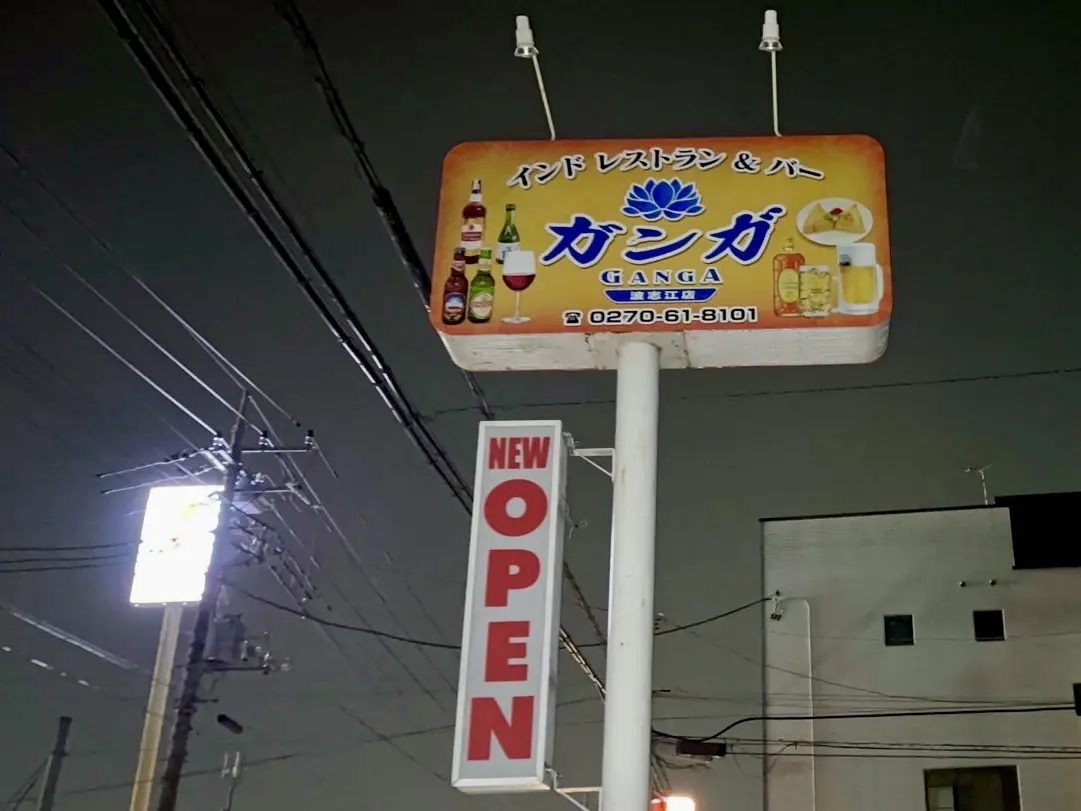 インド レストラン & バー
ガンガ
GANGA
波志江店
☎ 0270-61-8101
NEW
OPEN